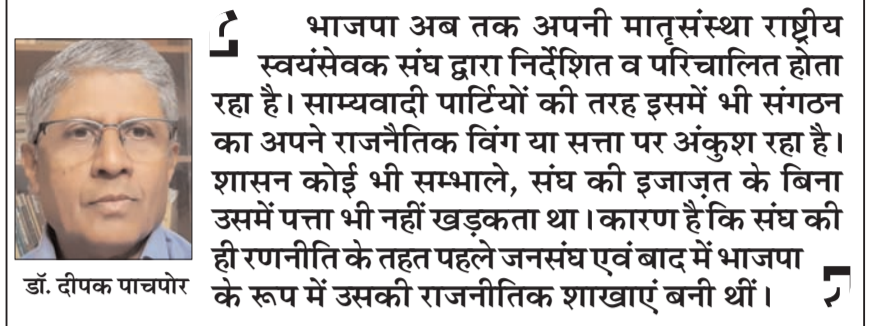 भाजपा अब तक अपनी मातृसंस्था राष्ट्रीय
स्वयंसेवक संघ द्वारा निर्देशित व परिचालित होता
रहा है। साम्यवादी पार्टियों की तरह इसमें भी संगठन
का अपने राजनैतिक विंग या सत्ता पर अंकुश रहा है।
शासन कोई भी सम्भाले, संघ की इजाज़त के बिना
उसमें पत्ता भी नहीं खड़कता था। कारण है कि संघ की
ही रणनीति के तहत पहले जनसंघ एवं बाद में भाजपा
के रूप में उसकी राजनीतिक शाखाएं बनी थीं।
डॉ. दीपक पाचपोर